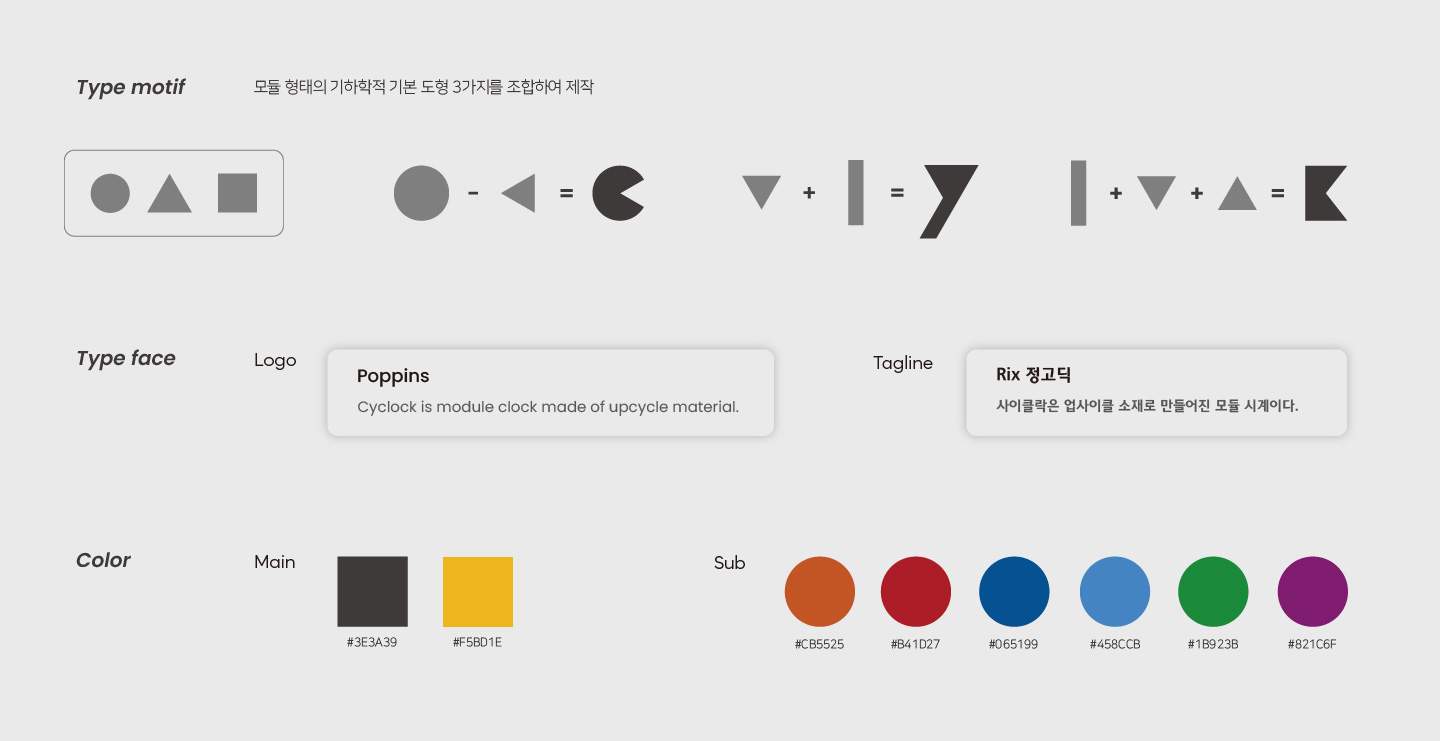 Type motif
모듈 형태의 기하학적 기본 도형 3가지를 조합하여 제작
- =
+ =
+ + =
Type face
Logo
Poppins
Cyclock is module clock made of upcycle material.
Tagline
Rix 정고딕
사이클락은 업사이클 소재로 만들어진 모듈 시계이다.
Color
Main
#3E3A39
#F5BD1E
Sub
#CB5525
#B41D27
#065199
#458CCB
#1B923B
#821C6F